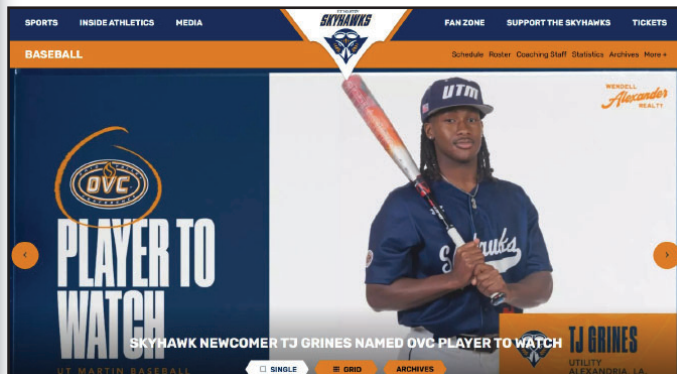 SPORTS INSIDE ATHLETICS MEDIA
SKYHAWKS
FAN ZONE SUPPORT THE SKYHAWKS TICKETS
BASEBALL
Schedule Roster Coaching Staff Statistics Archives More +
WENDELL
Alexander
REALTY
UTM
OVC
Skyhawks
PLAYER TO
WATCH
SKYHAWK NEWCOMER TJ GRINES NAMED OVC PLAYER TO WATCH
UT MARTIN BASEBALL
TJ GRINES
UTILITY
ALEXANDRIA, LA.
SINGLE GRID ARCHIVES